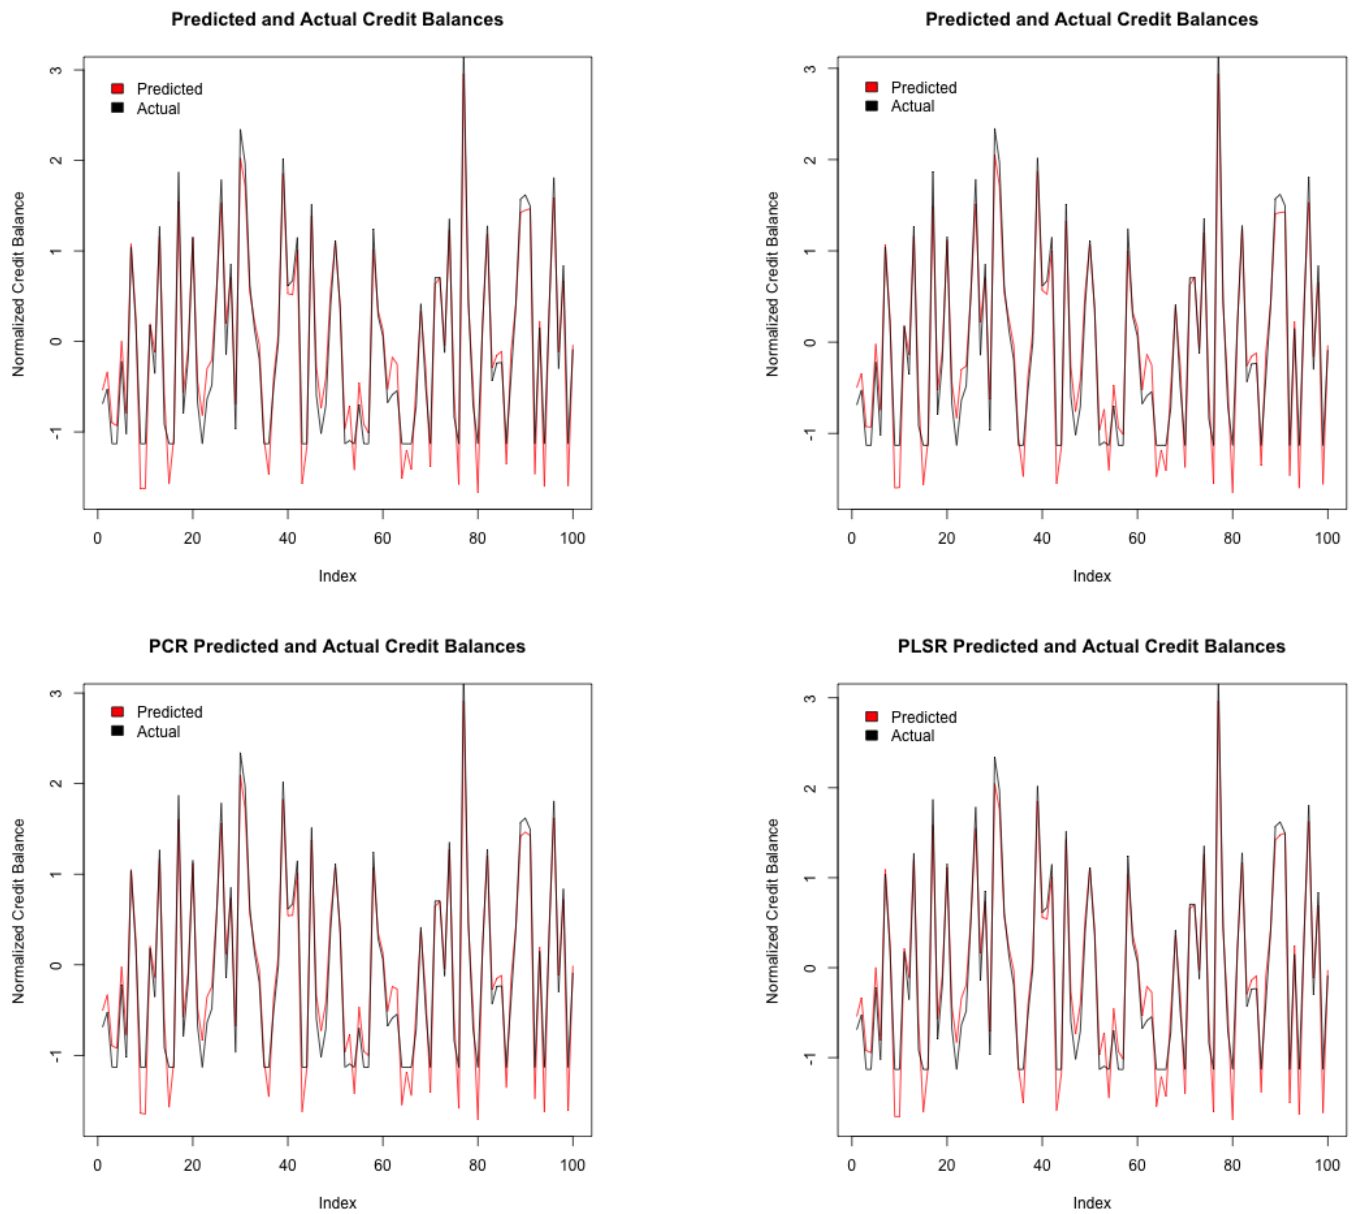 Predicted and Actual Credit Balances
Predicted
Actual
Normalized Credit Balance
3
2
1
0
-1
0 20 40 60 80 100
Index
Predicted and Actual Credit Balances
Predicted
Actual
Normalized Credit Balance
3
2
1
0
-1
0 20 40 60 80 100
Index
PCR Predicted and Actual Credit Balances
Predicted
Actual
Normalized Credit Balance
3
2
1
0
-1
0 20 40 60 80 100
Index
PLSR Predicted and Actual Credit Balances
Predicted
Actual
Normalized Credit Balance
3
2
1
0
-1
0 20 40 60 80 100
Index